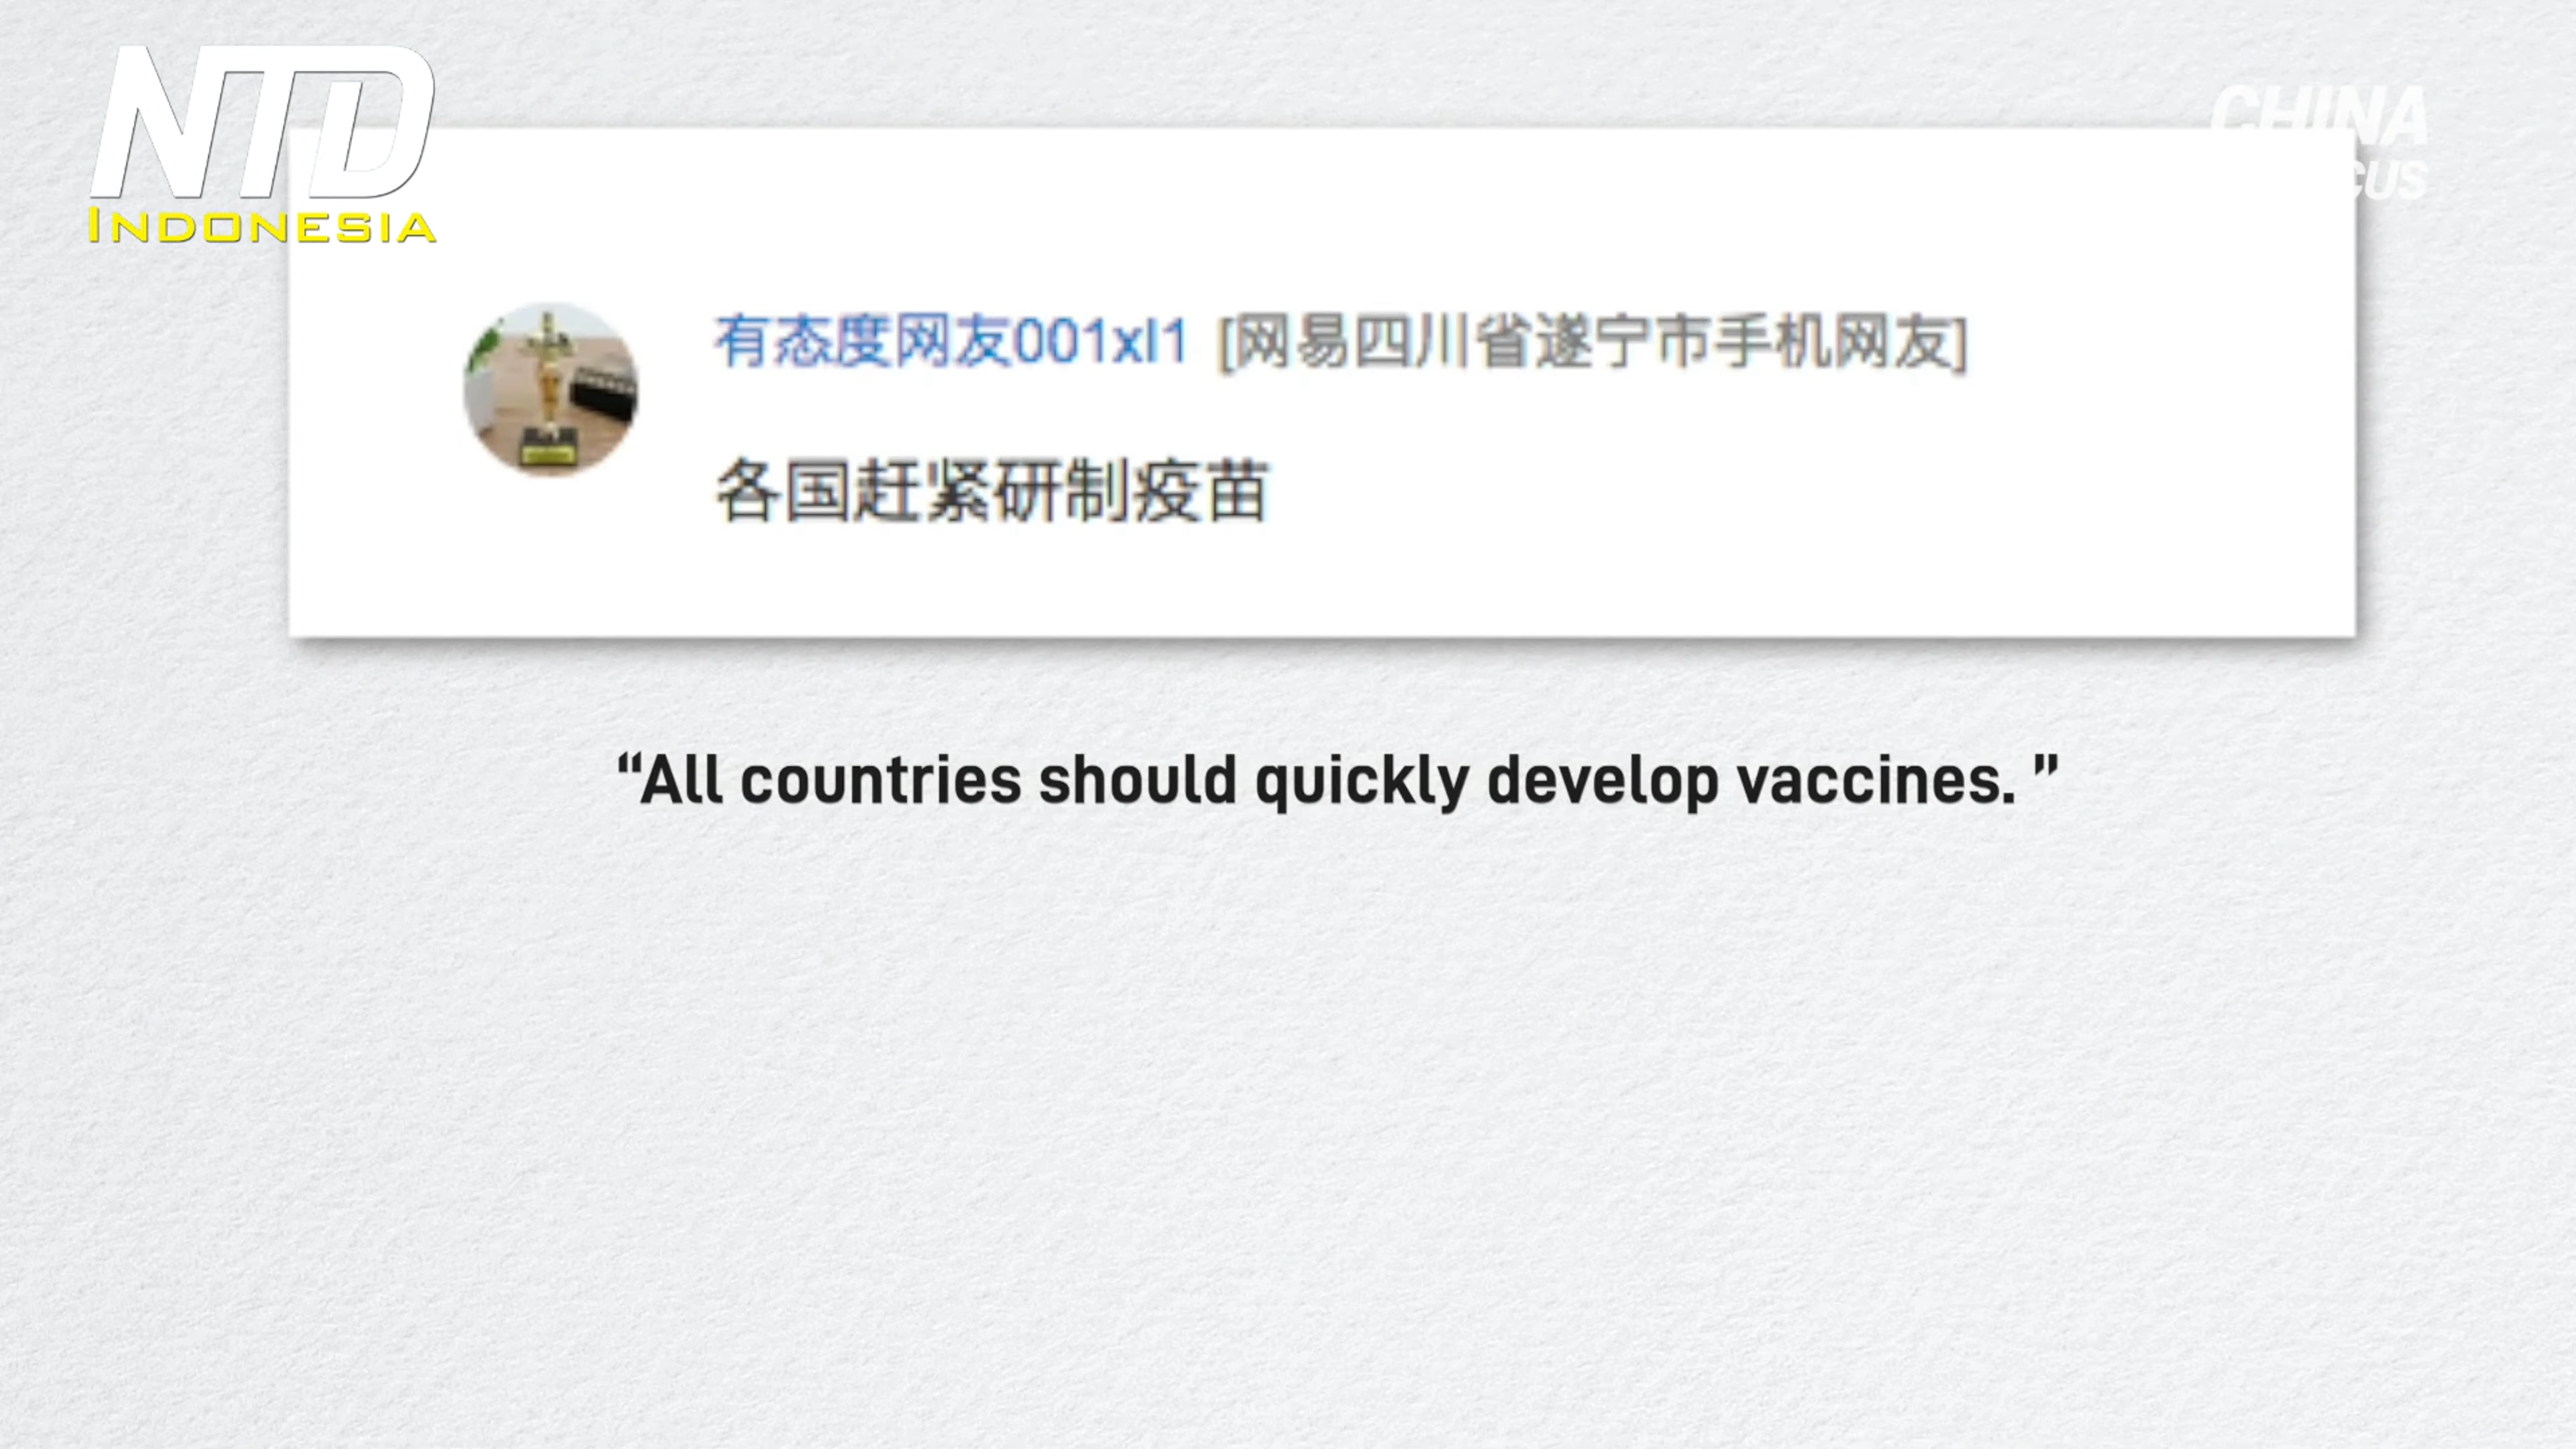 NTD
INDONESIA
CHINA
CUS
有态度网友001xl1 [网易四川省遂宁市手机网友]
各国赶紧研制疫苗
“All countries should quickly develop vaccines. ”